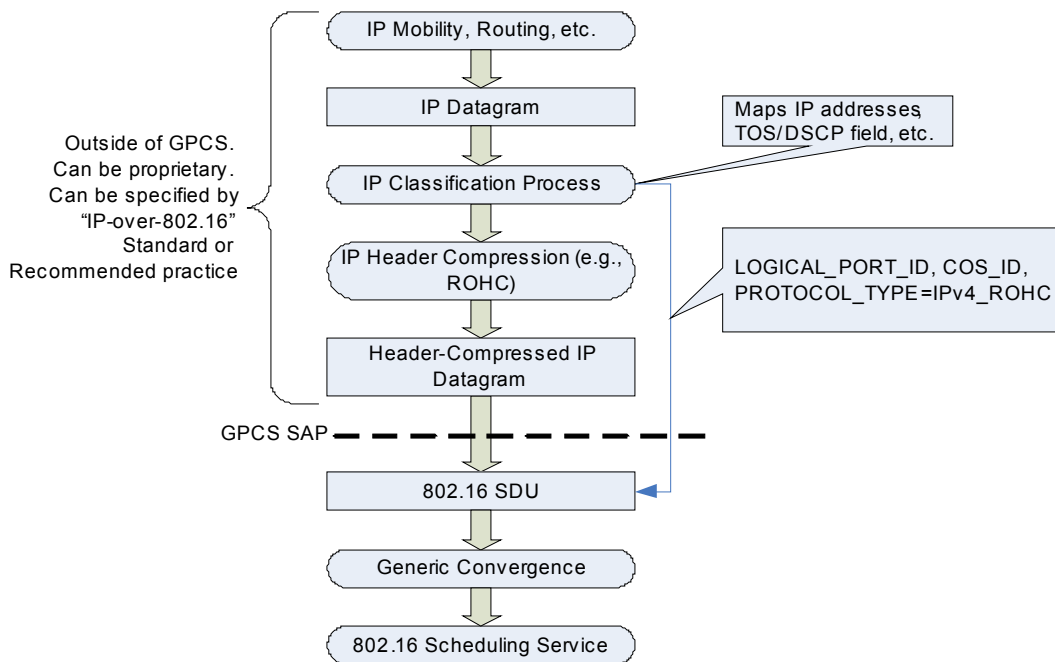 IP Mobility, Routing, etc.
IP Datagram
Maps IP addresses,
TOS/DSCP field, etc.
Outside of GPCS.
Can be proprietary.
Can be specified by
“IP-over-802.16”
Standard or
Recommended practice
IP Classification Process
IP Header Compression (e.g.,
ROHC)
LOGICAL_PORT_ID, COS_ID,
PROTOCOL_TYPE=IPv4_ROHC
Header-Compressed IP
Datagram
GPCS SAP
802.16 SDU
Generic Convergence
802.16 Scheduling Service